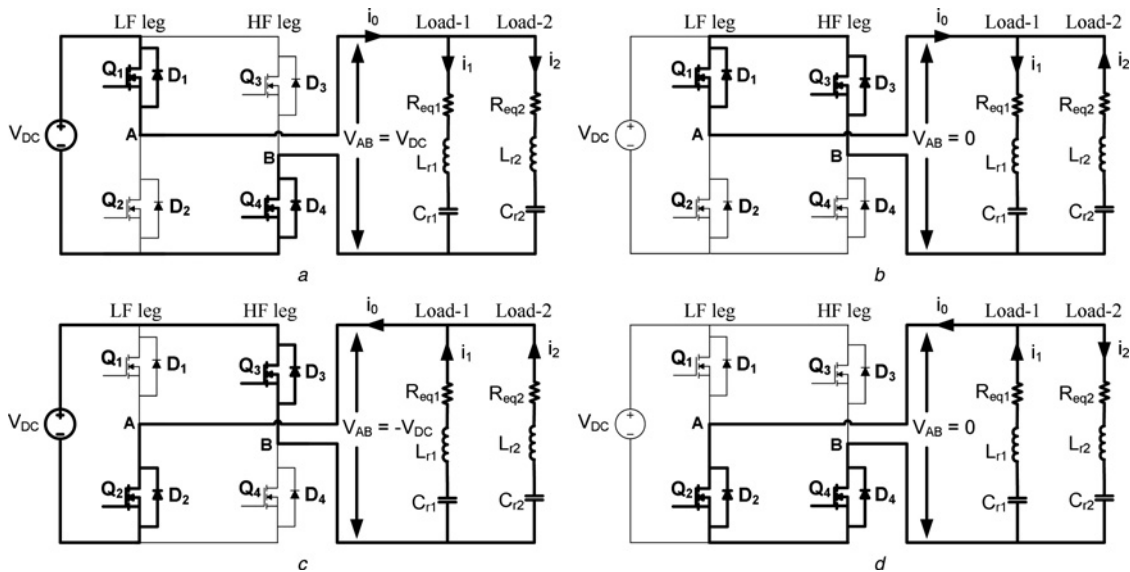 LF leg HF leg Load-1 Load-2
i0
Q1 D1 Q3 D3 i1 i2
Req1 Req2
VDC A VAB = VDC
B Lr1 Lr2
Q2 D2 Q4 D4 Cr1 Cr2
a
LF leg HF leg Load-1 Load-2
i0
Q1 D1 Q3 D3 i1 i2
Req1 Req2
VDC A VAB = 0
B Lr1 Lr2
Q2 D2 Q4 D4 Cr1 Cr2
b
LF leg HF leg Load-1 Load-2
i0
Q1 D1 Q3 D3 i1 i2
Req1 Req2
VDC A VAB = -VDC
B Lr1 Lr2
Q2 D2 Q4 D4 Cr1 Cr2
c
LF leg HF leg Load-1 Load-2
i0
Q1 D1 Q3 D3 i1 i2
Req1 Req2
VDC A VAB = 0
B Lr1 Lr2
Q2 D2 Q4 D4 Cr1 Cr2
d